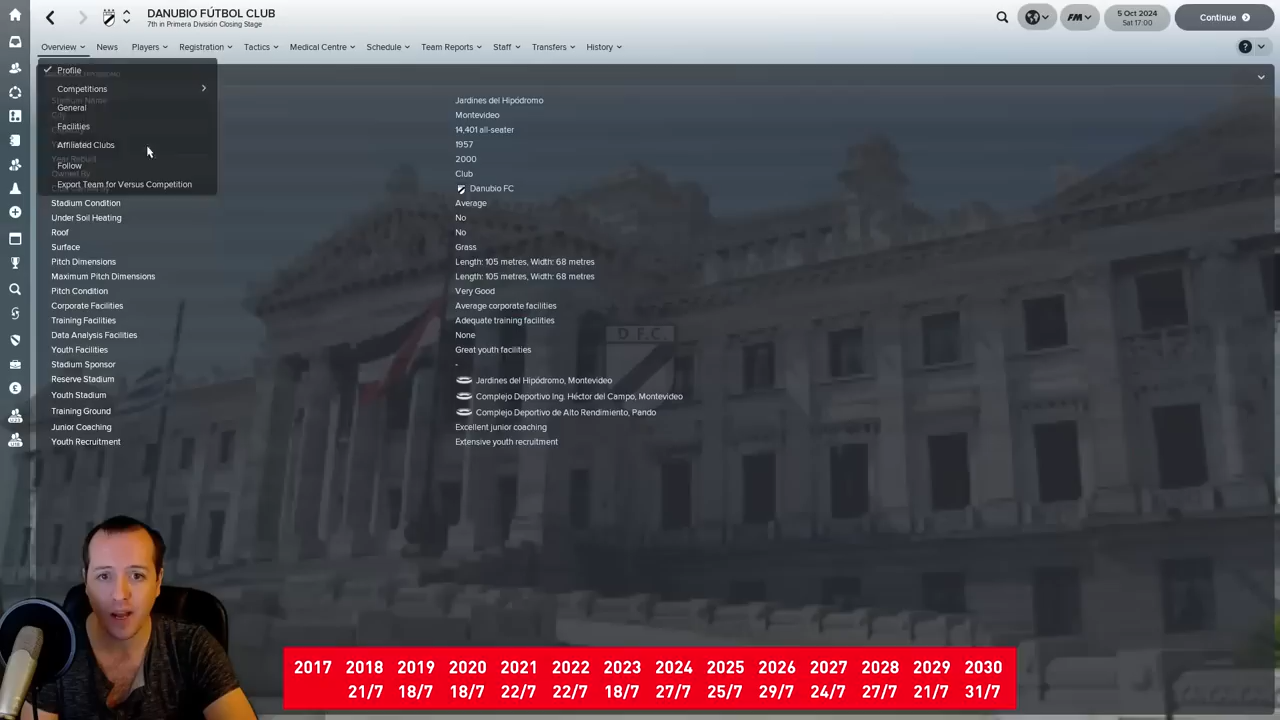 DANUBIO FÚTBOL CLUB
7th in Primera División Closing Stage
FM
5 Oct 2024
Sat 17:00
Continue
Overview News Players Registration Tactics Medical Centre Schedule Team Reports Staff Transfers History
?
Profile
Competitions
General
Facilities
Affiliated Clubs
Follow
Export Team for Versus Competition
Stadium Name Jardines del Hipódromo
City Montevideo
14,401 all-seater
1957
Year Rebuilt 2000
Owned By Club
Danubio FC
Stadium Condition Average
Under Soil Heating No
Roof No
Surface Grass
Pitch Dimensions Length: 105 metres, Width: 68 metres
Maximum Pitch Dimensions Length: 105 metres, Width: 68 metres
Pitch Condition Very Good
Corporate Facilities Average corporate facilities
Training Facilities Adequate training facilities
Data Analysis Facilities None
Youth Facilities Great youth facilities
Stadium Sponsor -
Reserve Stadium Jardines del Hipódromo, Montevideo
Youth Stadium Complejo Deportivo Ing. Héctor del Campo, Montevideo
Training Ground Complejo Deportivo de Alto Rendimiento, Pando
Junior Coaching Excellent junior coaching
Youth Recruitment Extensive youth recruitment
D F.C.
2017 2018 2019 2020 2021 2022 2023 2024 2025 2026 2027 2028 2029 2030
21/7 18/7 18/7 22/7 22/7 18/7 27/7 25/7 29/7 24/7 27/7 21/7 31/7